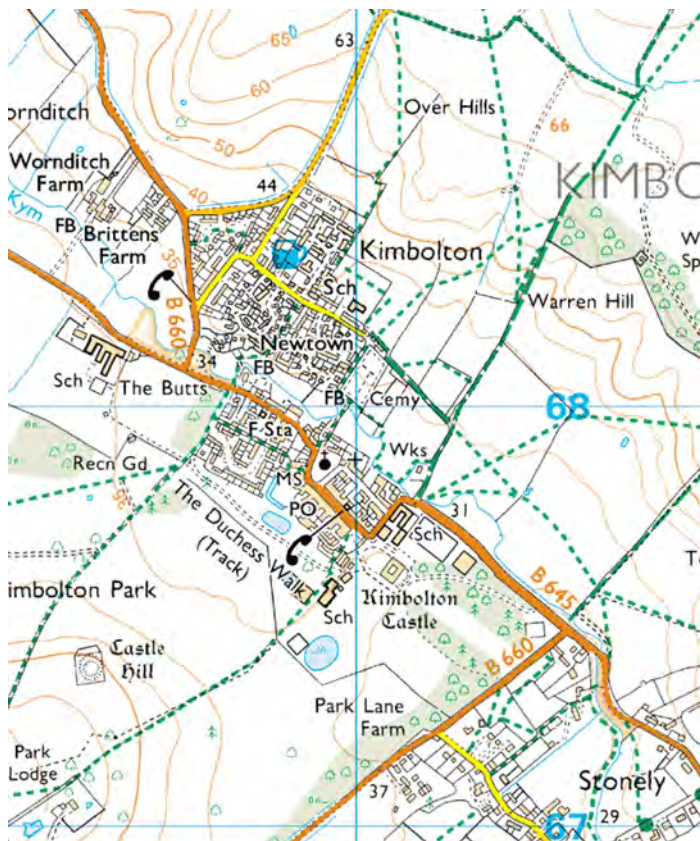 65
63
60
Over Hills
66
50
ornditch
Wornditch
Farm
44
40
KIMBO
Kym
FB
Brittens
Farm
35
Kimbolton
B 660
Sch
Warren Hill
Newtown
34
Sch
The Butts
FB
FB
Cemy
68
F Sta
Wks
Recn Gd
MS
35
PO
31
The Duchess Walk
(Track)
Sch
B 645
imbolton Park
Sch
Kimbolton
Castle
B 660
Castle
Hill
Park Lane
Farm
Park
Lodge
37
Stonely
29
67